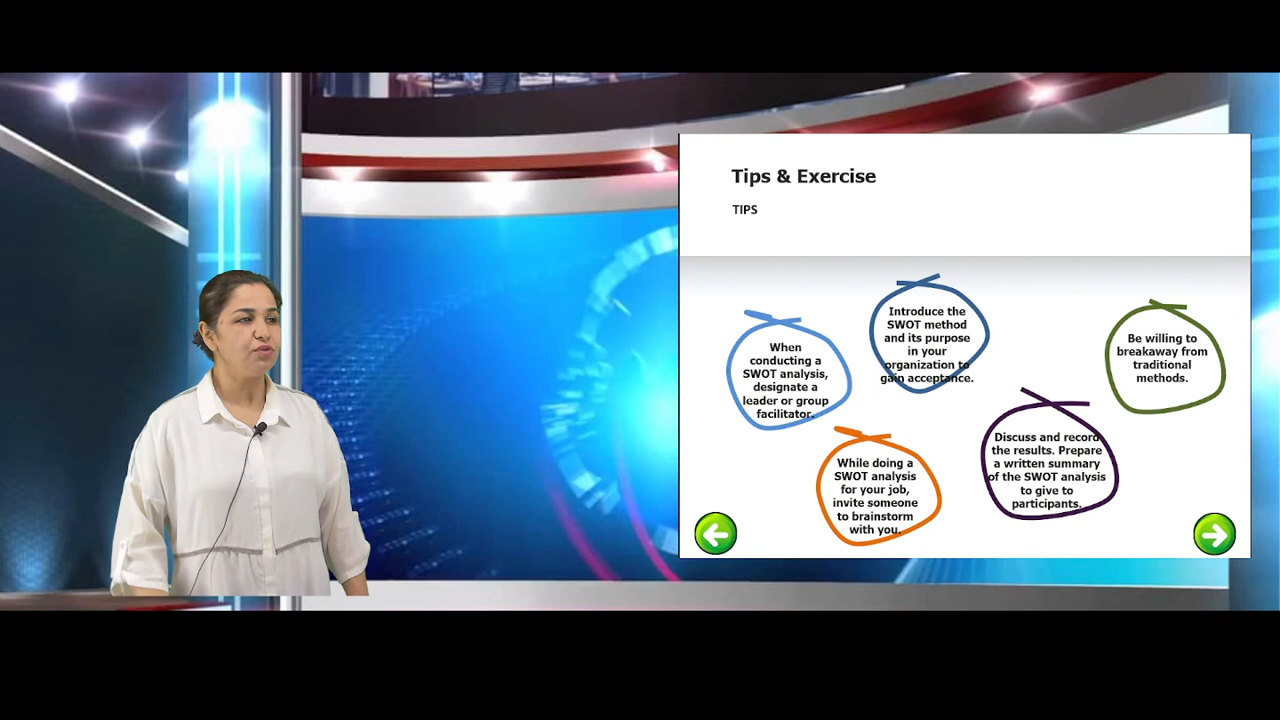 Tips & Exercise
TIPS
When
conducting a
SWOT analysis,
designate a
leader or group
facilitator.
While doing a
SWOT analysis
for your job,
invite someone
to brainstorm
with you.
Introduce the
SWOT method
and its purpose
in your
organization to
gain acceptance.
Discuss and record
the results. Prepare
a written summary
of the SWOT analysis
to give to
participants.
Be willing to
breakaway from
traditional
methods.